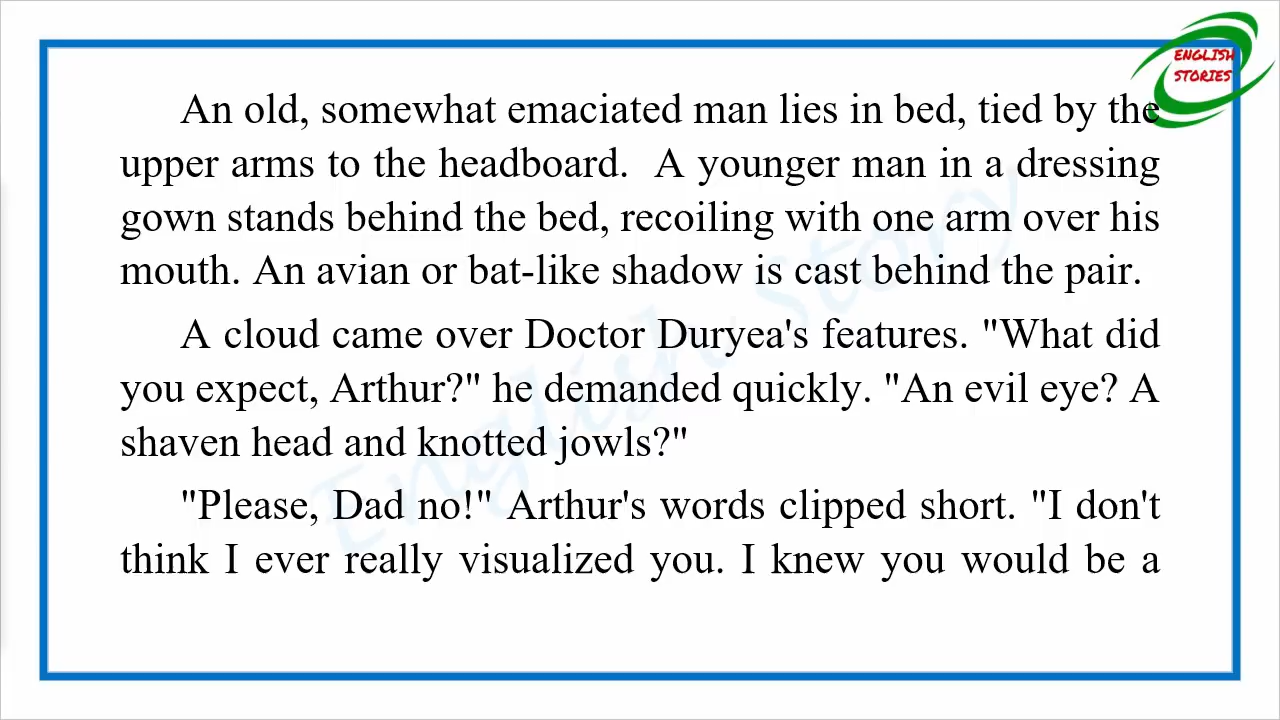 ENGLISH
STORIES
An old, somewhat emaciated man lies in bed, tied by the
upper arms to the headboard.  A younger man in a dressing
gown stands behind the bed, recoiling with one arm over his
mouth. An avian or bat-like shadow is cast behind the pair.
A cloud came over Doctor Duryea's features. "What did
you expect, Arthur?" he demanded quickly. "An evil eye? A
shaven head and knotted jowls?"
"Please, Dad no!" Arthur's words clipped short. "I don't
think I ever really visualized you. I knew you would be a
English Story